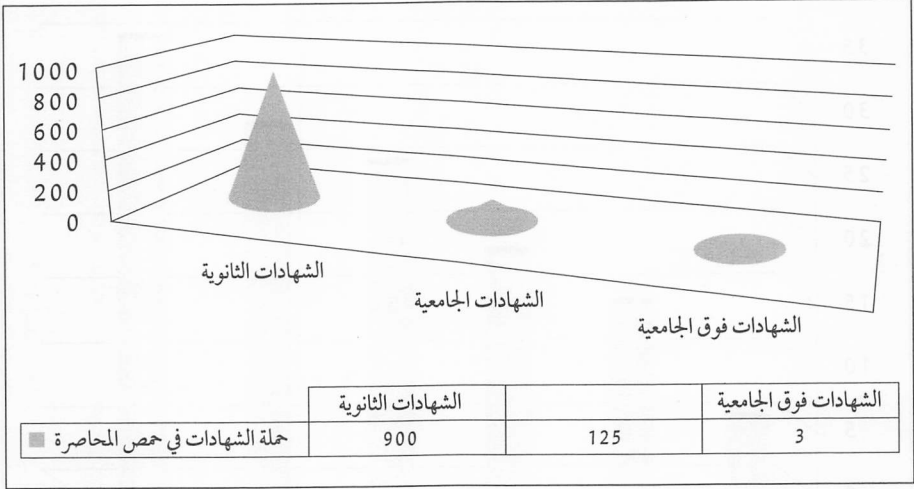 1000
800
600
400
200
0
الشهادات الثانوية
الشهادات الجامعية
الشهادات فوق الجامعية
الشهادات الثانوية الشهادات فوق الجامعية
حملة الشهادات في حمص المحاصرة 900 125 3